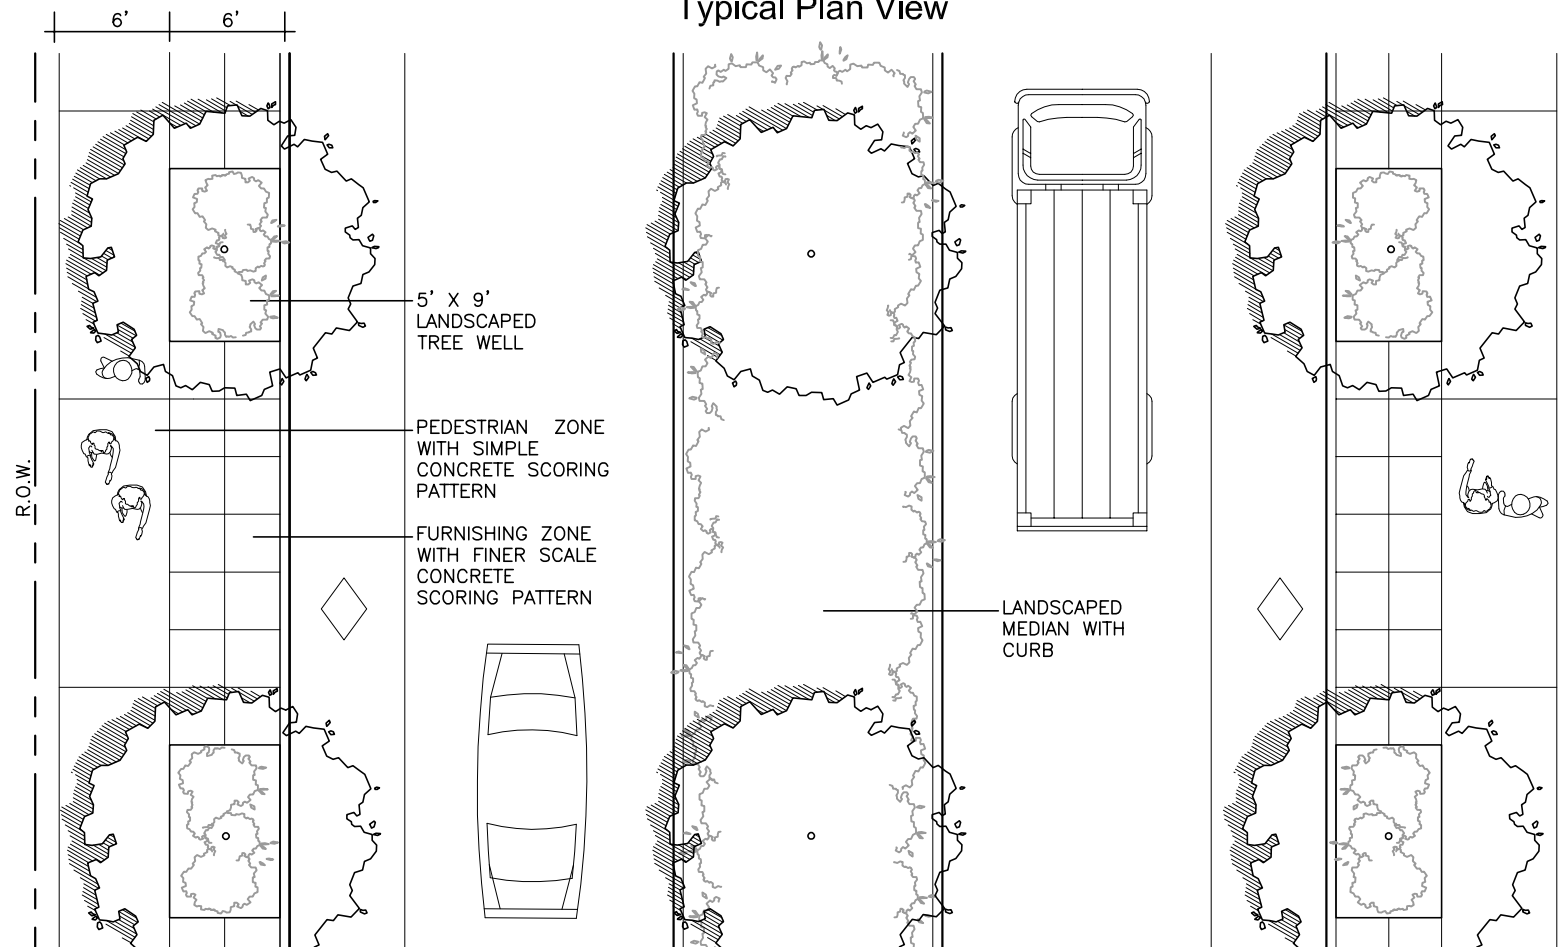 Typical Plan View
6' 6'
5' X 9'
LANDSCAPED
TREE WELL
PEDESTRIAN ZONE
WITH SIMPLE
CONCRETE SCORING
PATTERN
R.O.W.
FURNISHING ZONE
WITH FINER SCALE
CONCRETE
SCORING PATTERN
LANDSCAPED
MEDIAN WITH
CURB